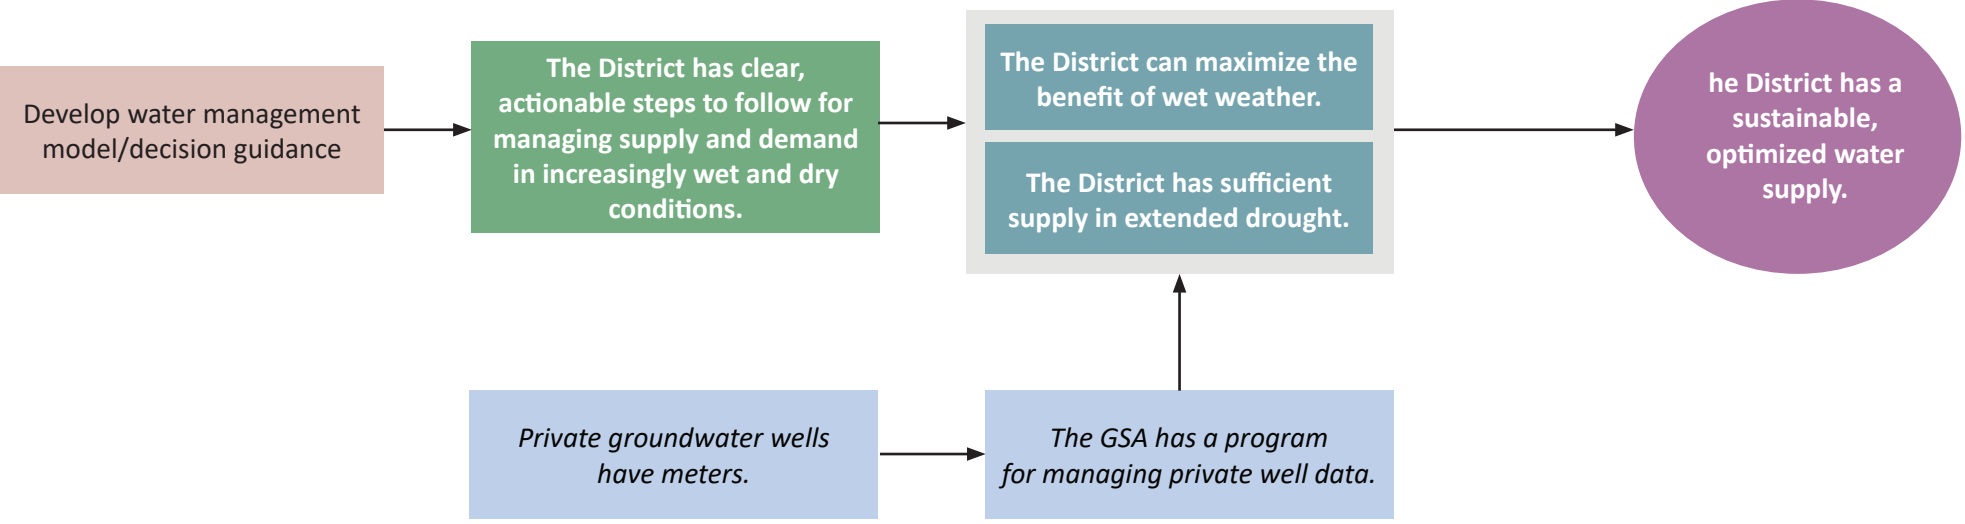 Develop water management
model/decision guidance
The District has clear,
actionable steps to follow for
managing supply and demand
in increasingly wet and dry
conditions.
The District can maximize the
benefit of wet weather.
The District has sufficient
supply in extended drought.
he District has a
sustainable,
optimized water
supply.
Private groundwater wells
have meters.
The GSA has a program
for managing private well data.